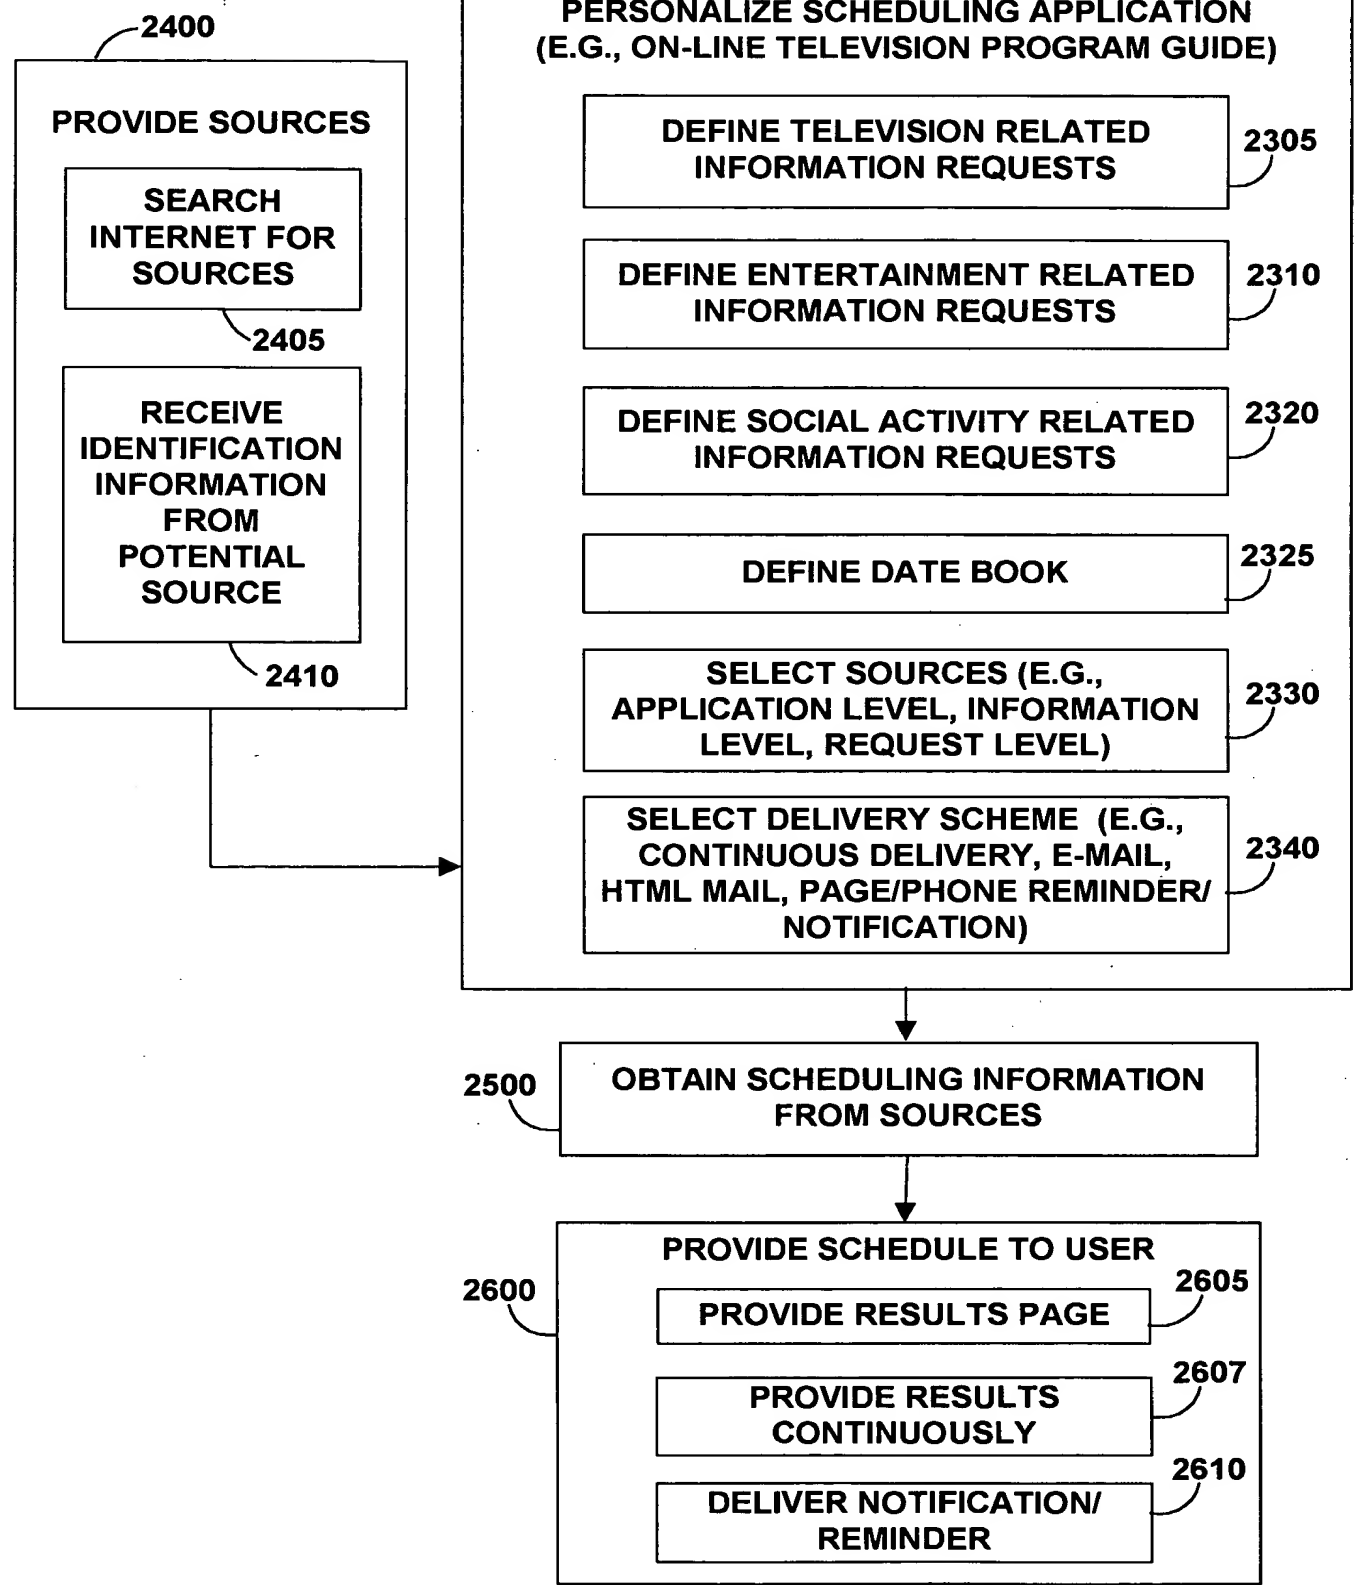 2400
PROVIDE SOURCES
SEARCH
INTERNET FOR
SOURCES
2405
RECEIVE
IDENTIFICATION
INFORMATION
FROM
POTENTIAL
SOURCE
2410
PERSONALIZE SCHEDULING APPLICATION
(E.G., ON-LINE TELEVISION PROGRAM GUIDE)
DEFINE TELEVISION RELATED
INFORMATION REQUESTS
2305
DEFINE ENTERTAINMENT RELATED
INFORMATION REQUESTS
2310
DEFINE SOCIAL ACTIVITY RELATED
INFORMATION REQUESTS
2320
DEFINE DATE BOOK
2325
SELECT SOURCES (E.G.,
APPLICATION LEVEL, INFORMATION
LEVEL, REQUEST LEVEL)
2330
SELECT DELIVERY SCHEME (E.G.,
CONTINUOUS DELIVERY, E-MAIL,
HTML MAIL, PAGE/PHONE REMINDER/
NOTIFICATION)
2340
2500
OBTAIN SCHEDULING INFORMATION
FROM SOURCES
2600
PROVIDE SCHEDULE TO USER
PROVIDE RESULTS PAGE
2605
PROVIDE RESULTS
CONTINUOUSLY
2607
DELIVER NOTIFICATION/
REMINDER
2610